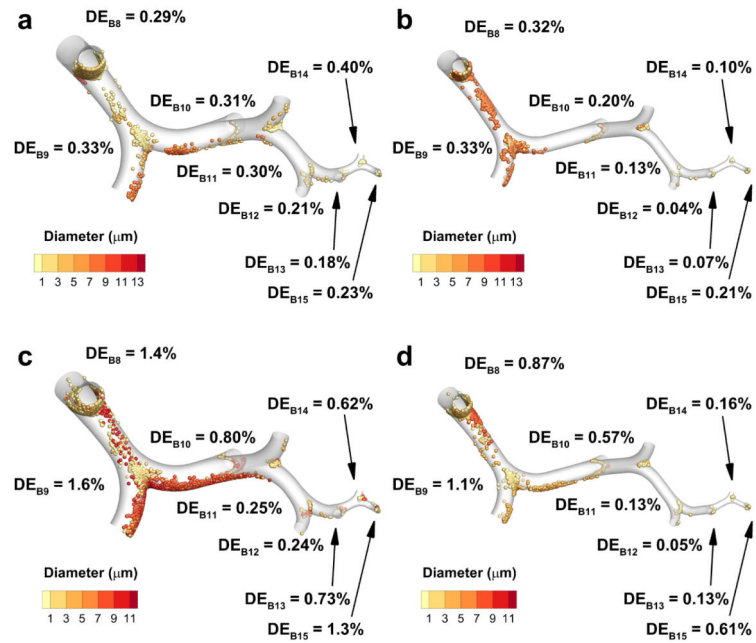 a
DE_B8 = 0.29%
DE_B14 = 0.40%
DE_B10 = 0.31%
DE_B9 = 0.33%
DE_B11 = 0.30%
DE_B12 = 0.21%
Diameter (μm)
1 3 5 7 9 11 13
DE_B13 = 0.18%
DE_B15 = 0.23%
b
DE_B8 = 0.32%
DE_B14 = 0.10%
DE_B10 = 0.20%
DE_B9 = 0.33%
DE_B11 = 0.13%
DE_B12 = 0.04%
Diameter (μm)
1 3 5 7 9 11 13
DE_B13 = 0.07%
DE_B15 = 0.21%
c
DE_B8 = 1.4%
DE_B14 = 0.62%
DE_B10 = 0.80%
DE_B9 = 1.6%
DE_B11 = 0.25%
DE_B12 = 0.24%
Diameter (μm)
1 3 5 7 9 11
DE_B13 = 0.73%
DE_B15 = 1.3%
d
DE_B8 = 0.87%
DE_B14 = 0.16%
DE_B10 = 0.57%
DE_B9 = 1.1%
DE_B11 = 0.13%
DE_B12 = 0.05%
Diameter (μm)
1 3 5 7 9 11
DE_B13 = 0.13%
DE_B15 = 0.61%